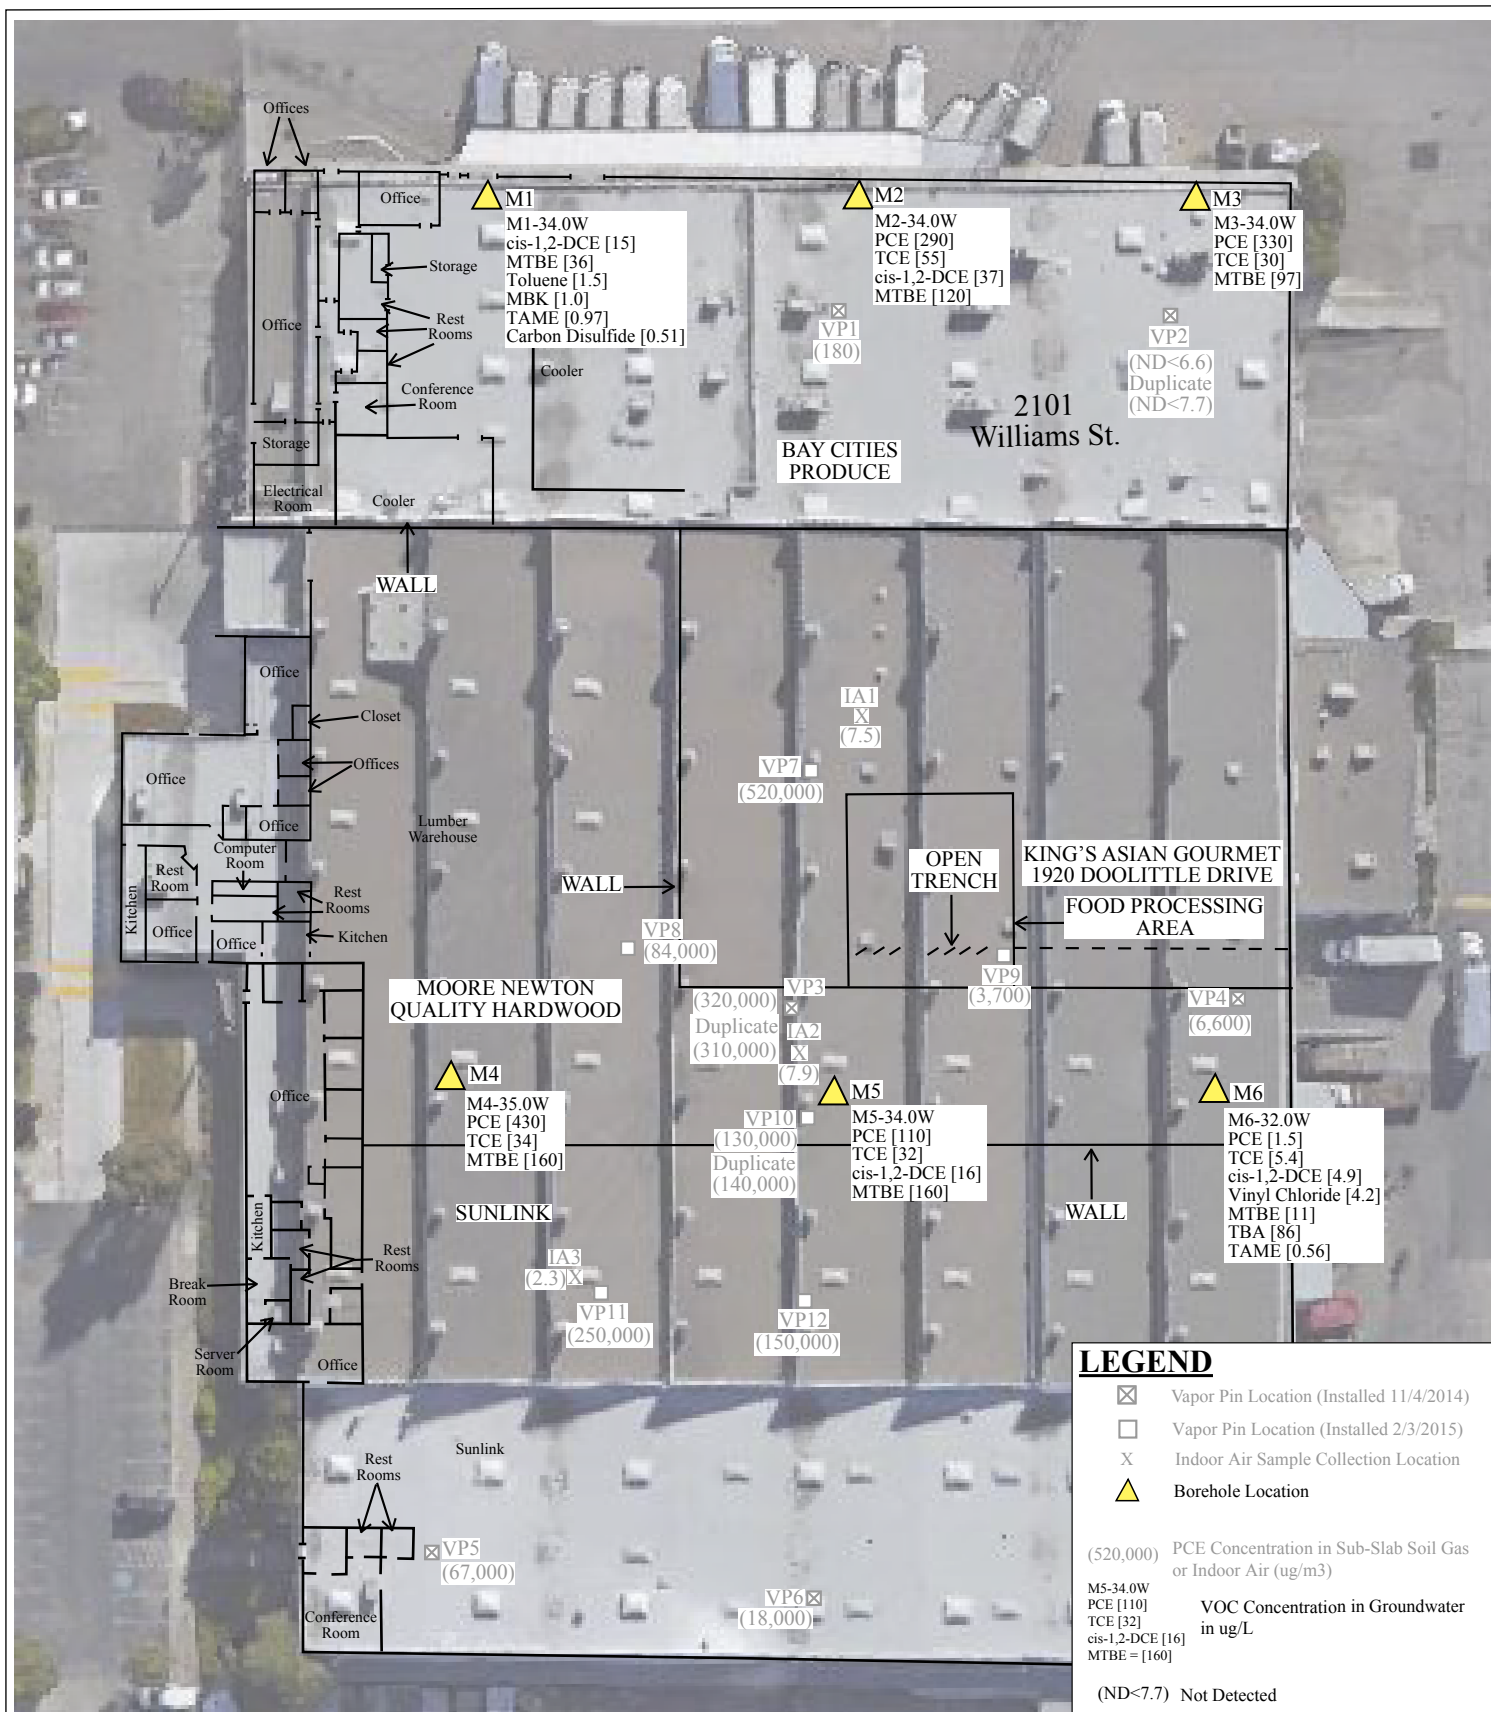 Offices
Office
Storage
Office
Rest
Rooms
Conference
Room
Storage
Electrical
Room
Cooler
Cooler
M1
M1-34.0W
cis-1,2-DCE [15]
MTBE [36]
Toluene [1.5]
MBK [1.0]
TAME [0.97]
Carbon Disulfide [0.51]
M2
M2-34.0W
PCE [290]
TCE [55]
cis-1,2-DCE [37]
MTBE [120]
M3
M3-34.0W
PCE [330]
TCE [30]
MTBE [97]
VP1
(180)
VP2
(ND<6.6)
Duplicate
(ND<7.7)
2101
Williams St.
BAY CITIES
PRODUCE
WALL
Office
Closet
Offices
Office
Office
Computer
Room
Rest
Room
Rest
Rooms
Kitchen
Office
Office
Kitchen
Lumber
Warehouse
IA1
X
(7.5)
VP7
(520,000)
WALL
OPEN
TRENCH
KING'S ASIAN GOURMET
1920 DOOLITTLE DRIVE
FOOD PROCESSING
AREA
VP8
(84,000)
VP9
(3,700)
MOORE NEWTON
QUALITY HARDWOOD
VP3
(320,000)
Duplicate
(310,000)
IA2
X
(7.9)
VP4
(6,600)
Office
M4
M4-35.0W
PCE [430]
TCE [34]
MTBE [160]
VP10
(130,000)
Duplicate
(140,000)
M5
M5-34.0W
PCE [110]
TCE [32]
cis-1,2-DCE [16]
MTBE [160]
M6
M6-32.0W
PCE [1.5]
TCE [5.4]
cis-1,2-DCE [4.9]
Vinyl Chloride [4.2]
MTBE [11]
TBA [86]
TAME [0.56]
WALL
SUNLINK
Kitchen
Rest
Rooms
Break
Room
Server
Room
Office
IA3
(2.3) X
VP11
(250,000)
VP12
(150,000)
Sunlink
Rest
Rooms
VP5
(67,000)
VP6
(18,000)
Conference
Room
LEGEND
Vapor Pin Location (Installed 11/4/2014)
Vapor Pin Location (Installed 2/3/2015)
X Indoor Air Sample Collection Location
Borehole Location
(520,000) PCE Concentration in Sub-Slab Soil Gas
or Indoor Air (ug/m3)
M5-34.0W
PCE [110]
TCE [32]
cis-1,2-DCE [16]
MTBE = [160]
VOC Concentration in Groundwater
in ug/L
(ND<7.7) Not Detected